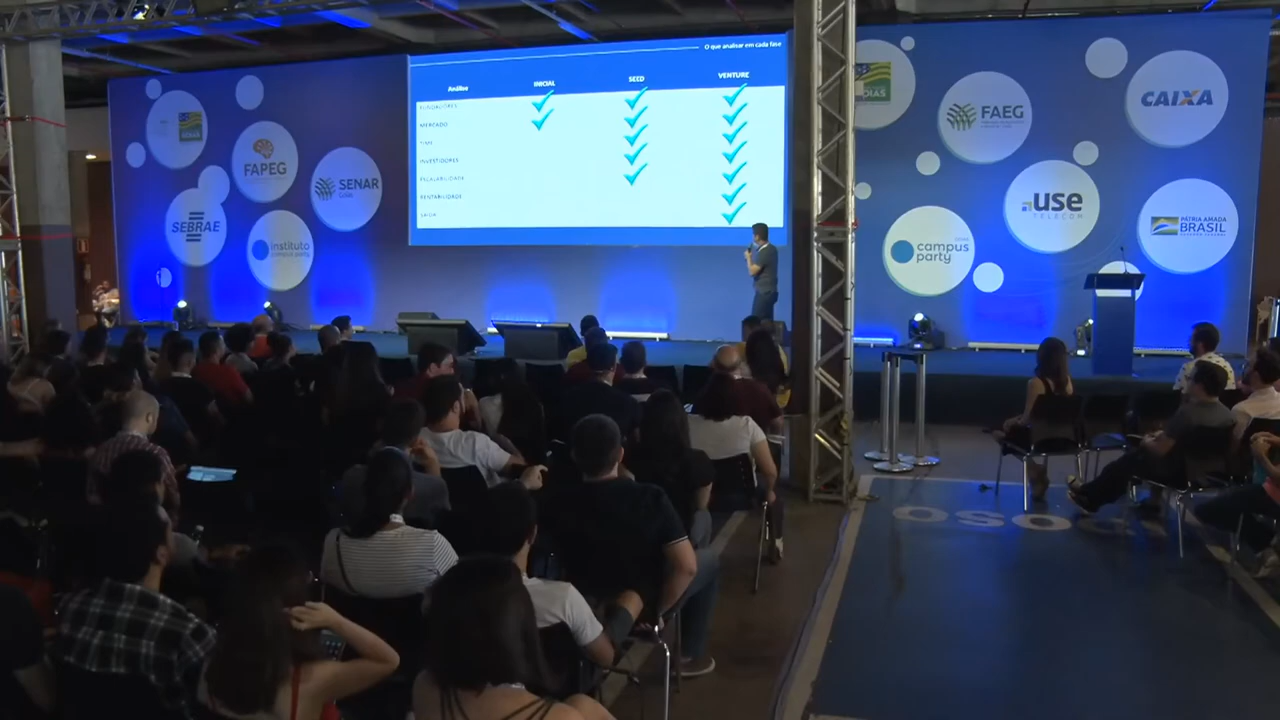 O que analisar em cada fase
Análise
INICIAL
SEED
VENTURE
FUNDADORES
MERCADO
TIME
INVESTIDORES
ESCALABILIDADE
RENTABILIDADE
SAÍDA
FAPEG
SENAR
GOIÁS
SEBRAE
instituto
campus party
GOIÁS
FAEG
CAIXA
.use
TELECOM
PÁTRIA AMADA
BRASIL
GOVERNO FEDERAL
campus
party
OSO